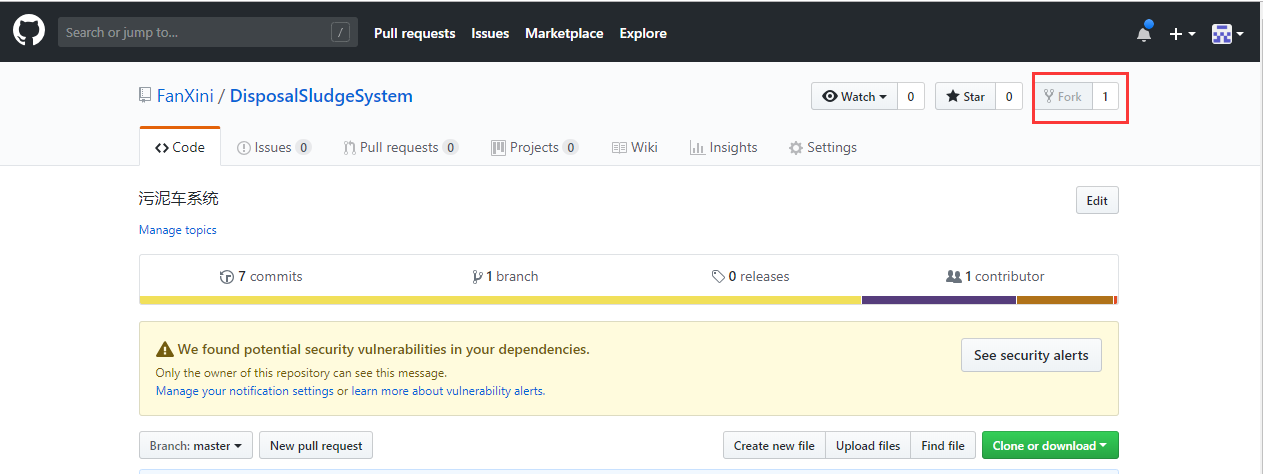 Search or jump to... / Pull requests Issues Marketplace Explore
FanXini / DisposalSludgeSystem Watch 0 Star 0 Fork 1
Code Issues 0 Pull requests 0 Projects 0 Wiki Insights Settings
污泥车系统 Edit
Manage topics
7 commits 1 branch 0 releases 1 contributor
We found potential security vulnerabilities in your dependencies.
See security alerts
Only the owner of this repository can see this message.
Manage your notification settings or learn more about vulnerability alerts.
Branch: master New pull request Create new file Upload files Find file Clone or download